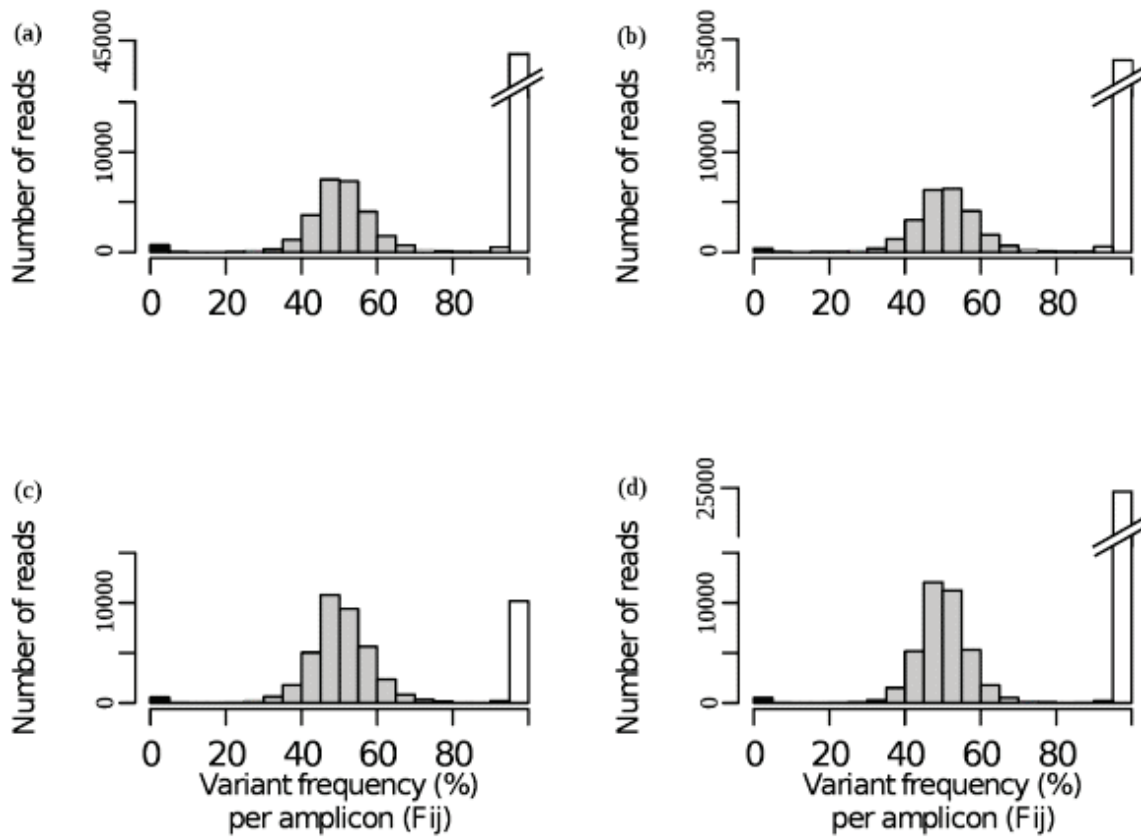 (a)
45000
10000
0
Number of reads
0 20 40 60 80
(b)
35000
10000
0
Number of reads
0 20 40 60 80
(c)
10000
0
Number of reads
0 20 40 60 80
Variant frequency (%)
per amplicon (Fij)
(d)
25000
10000
0
Number of reads
0 20 40 60 80
Variant frequency (%)
per amplicon (Fij)